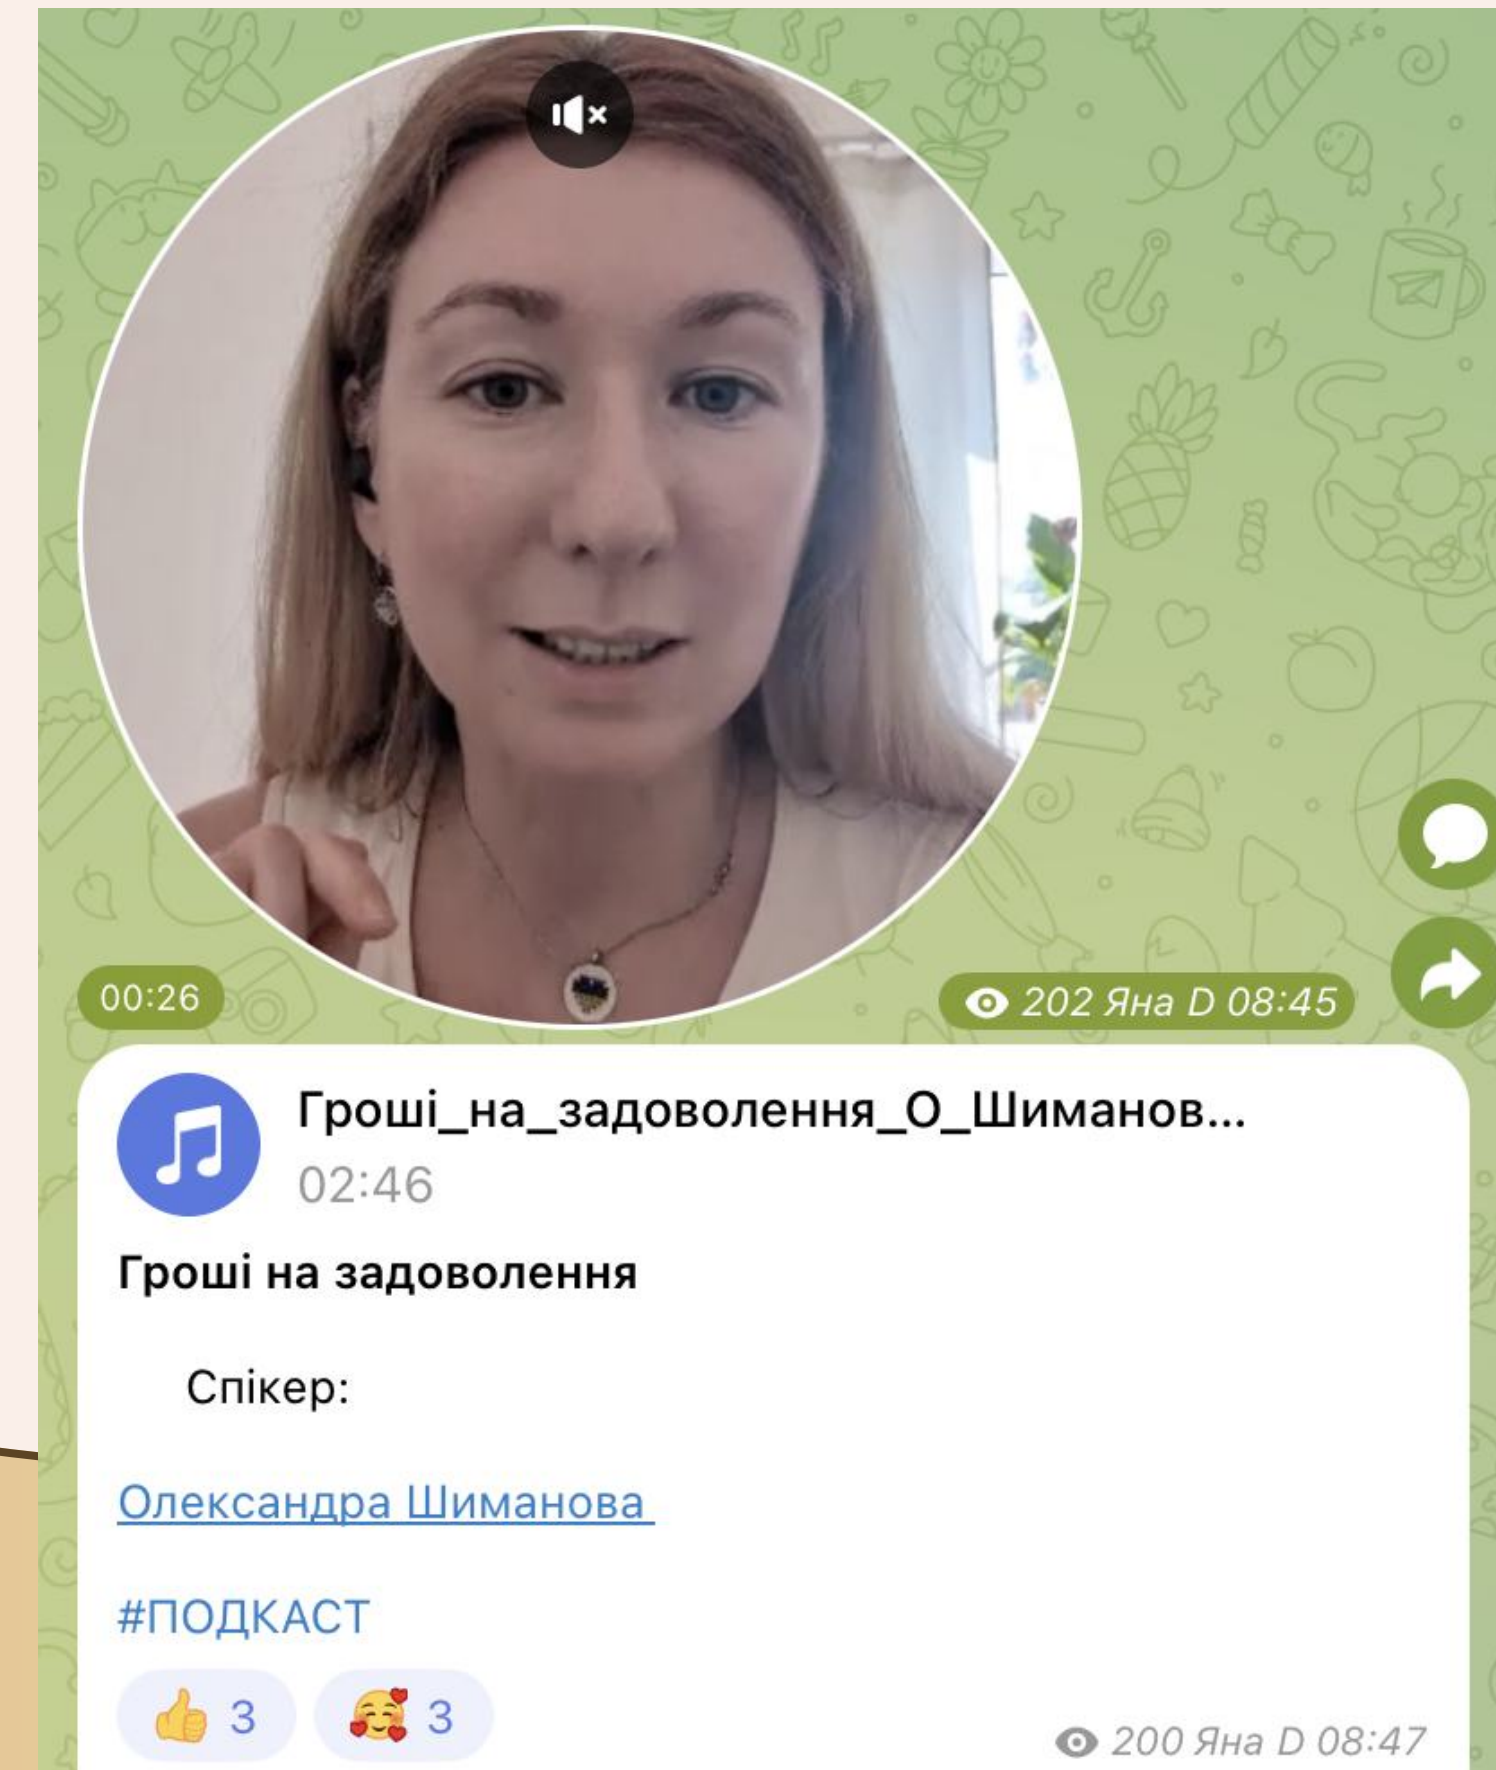 00:26
202 Яна D 08:45
Гроші_на_задоволення_О_Шиманов...
02:46
Гроші на задоволення
Спікер:
Олександра Шиманова
#ПОДКАСТ
👍 3 🥰 3
200 Яна D 08:47